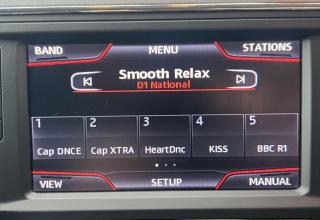 BAND MENU STATIONS
Smooth Relax
D1 National
1 2 3 4 5
Cap DNCE Cap XTRA HeartDnc KISS BBC R1
VIEW SETUP MANUAL